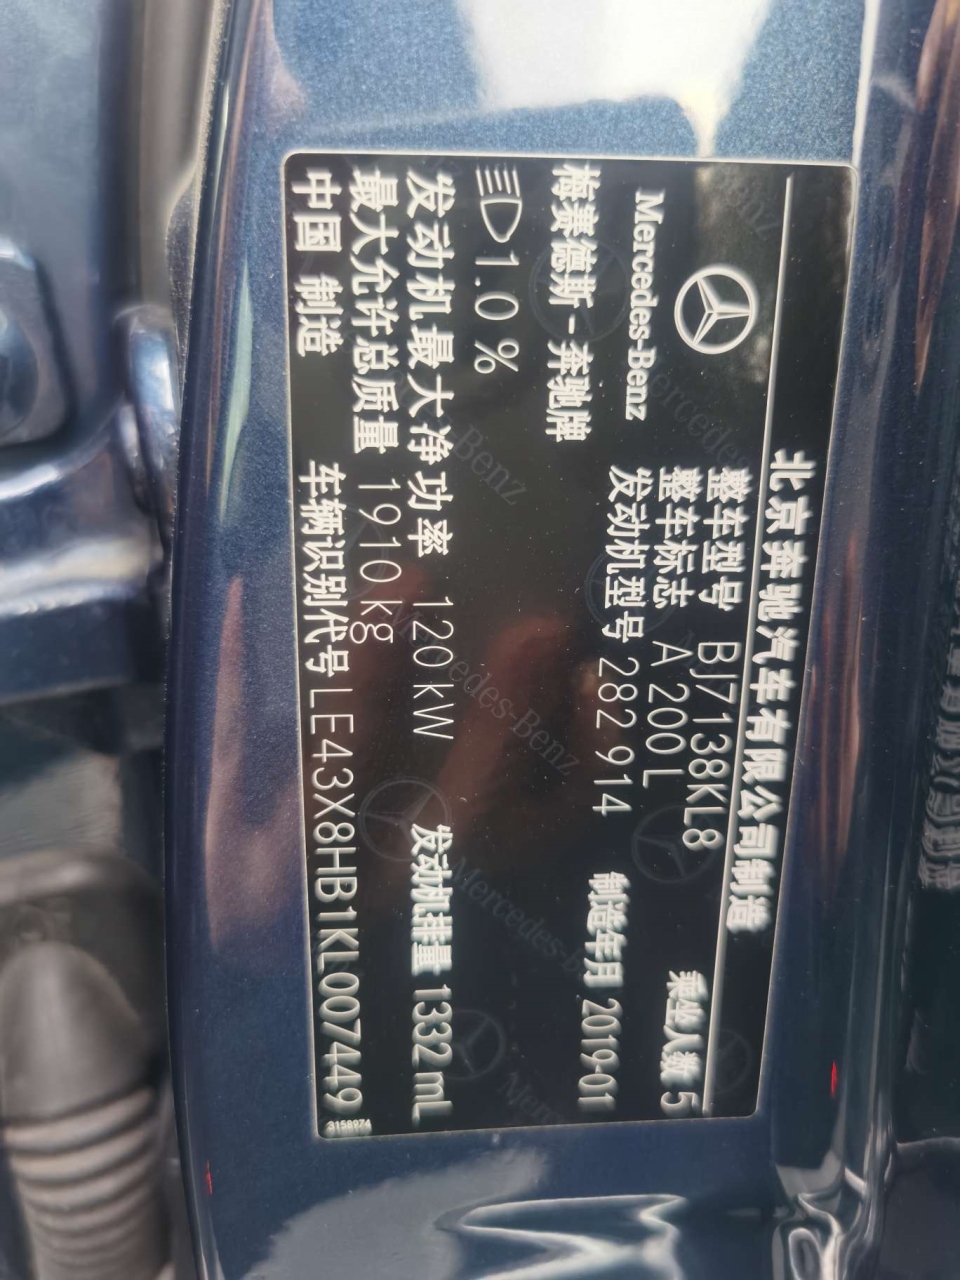 北京奔驰汽车有限公司制造
Mercedes-Benz
整车型号 BJ7138KL8
整车标志 A 200 L
乘坐人数 5
梅赛德斯-奔驰牌
发动机型号 282 914
制造年月 2019-01
1.0 %
发动机最大净功率 120 kW
发动机排量 1332 mL
最大允许总质量 1910 kg
中国 制造
车辆识别代号 LE43X8HB1KL007449
3158974